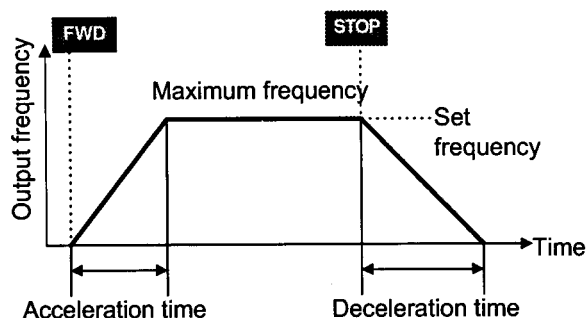 FWD
STOP
Output frequency
Maximum frequency
Set
frequency
Time
Acceleration time
Deceleration time